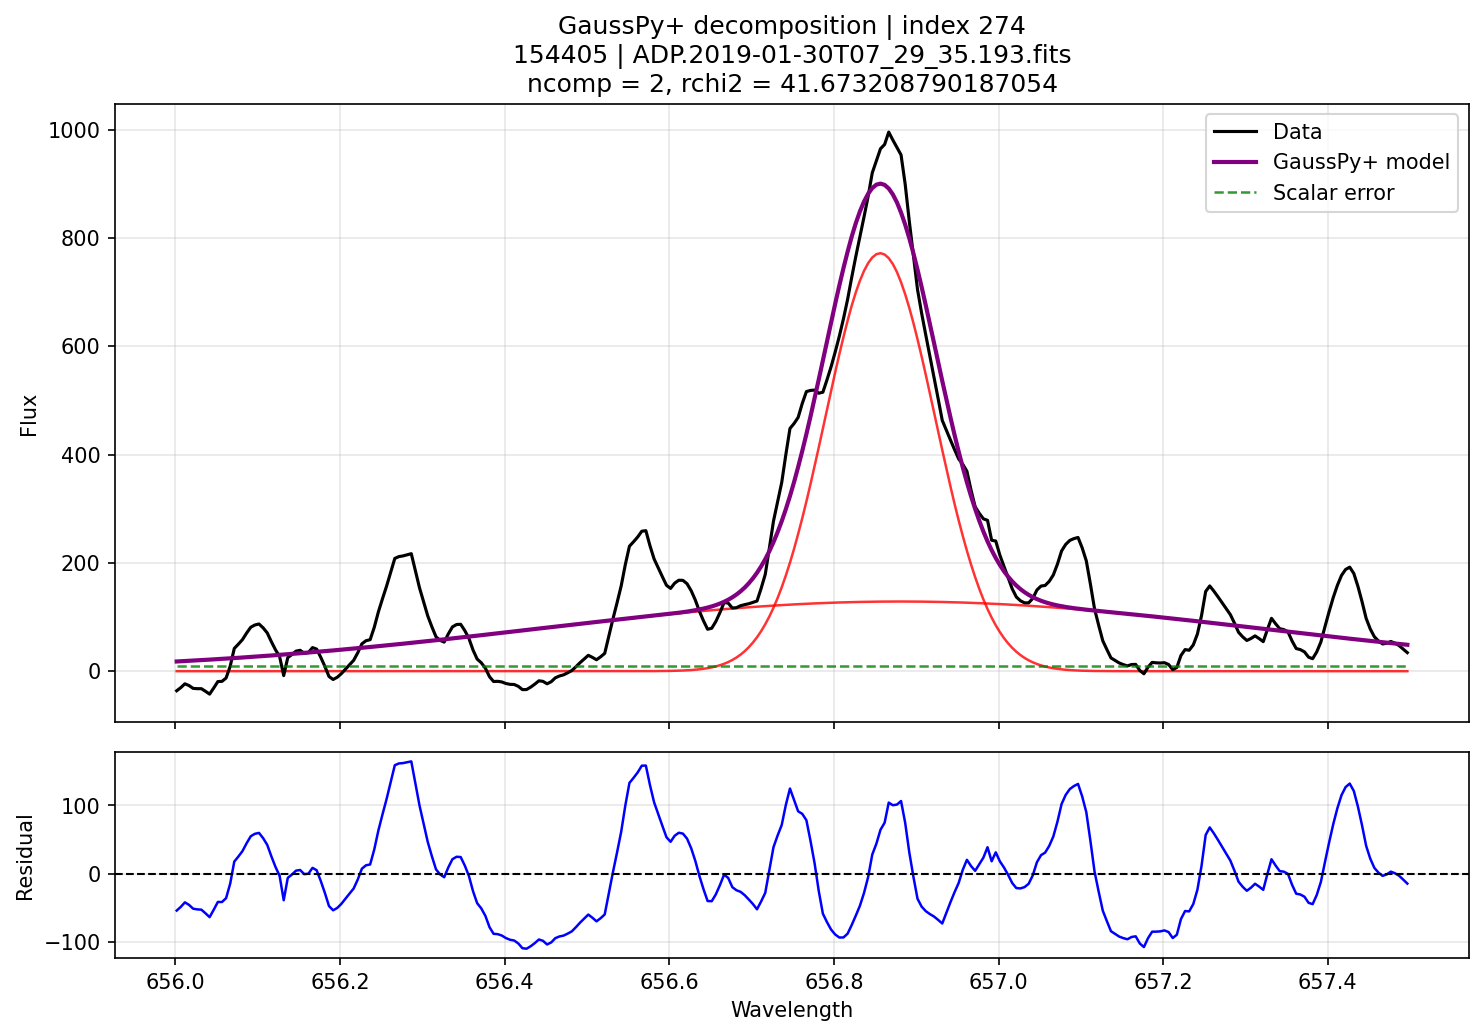 GaussPy+ decomposition | index 274
154405 | ADP.2019-01-30T07_29_35.193.fits
ncomp = 2, rchi2 = 41.673208790187054
1000
800
600
400
200
0
Flux
Data
GaussPy+ model
Scalar error
100
0
−100
Residual
656.0 656.2 656.4 656.6 656.8 657.0 657.2 657.4
Wavelength